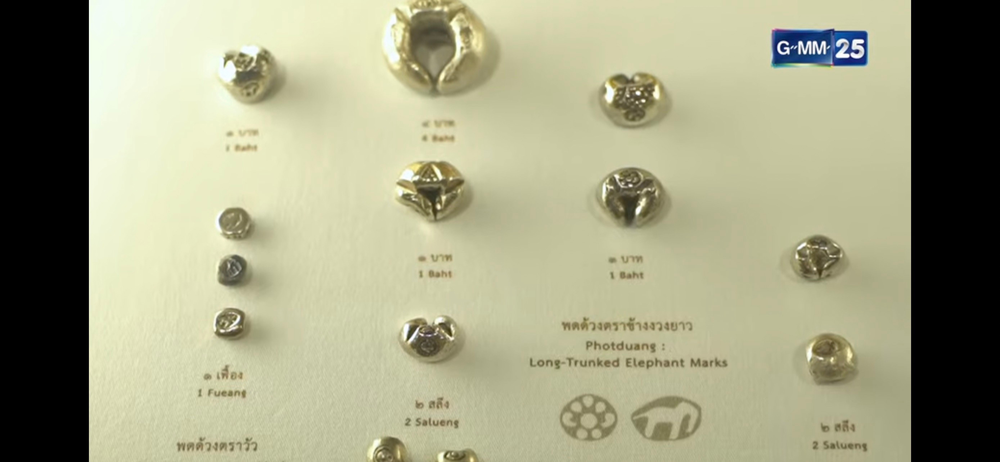 GMM 25
๑ บาท
1 Baht
๔ บาท
4 Baht
๑ บาท
1 Baht
๑ บาท
1 Baht
๑ เฟื้อง
1 Fueang
๒ สลึง
2 Salueng
พดด้วงตราช้างงวงยาว
Photduang :
Long-Trunked Elephant Marks
๒ สลึง
2 Salueng
พดด้วงตราวัว